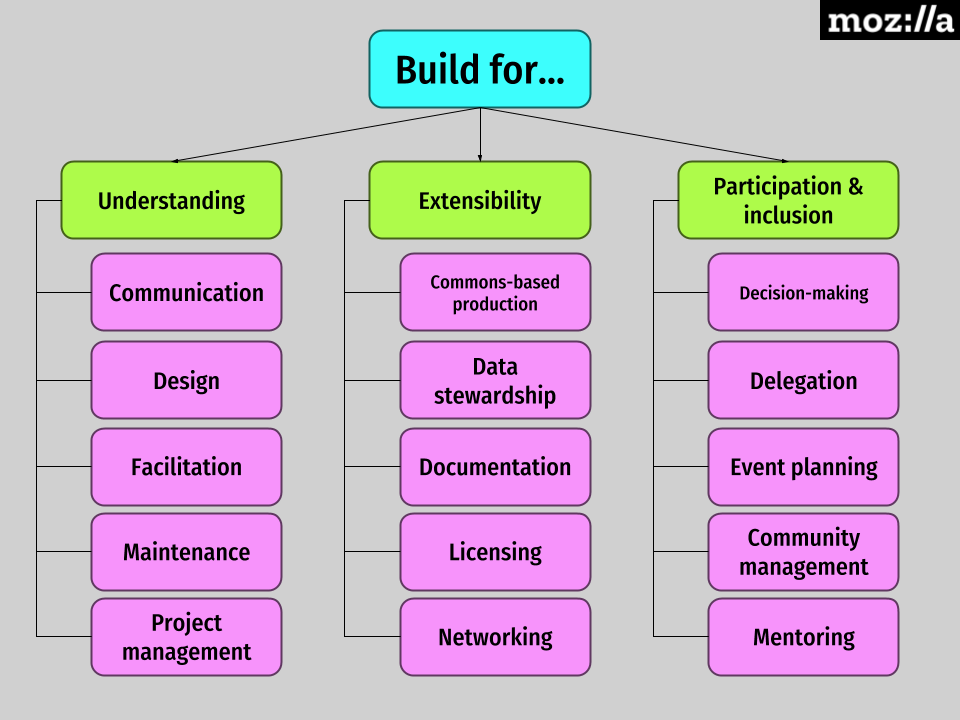 moz://a
Build for...
Understanding
Extensibility
Participation &
inclusion
Communication
Commons-based
production
Decision-making
Design
Data
stewardship
Delegation
Facilitation
Documentation
Event planning
Maintenance
Licensing
Community
management
Project
management
Networking
Mentoring